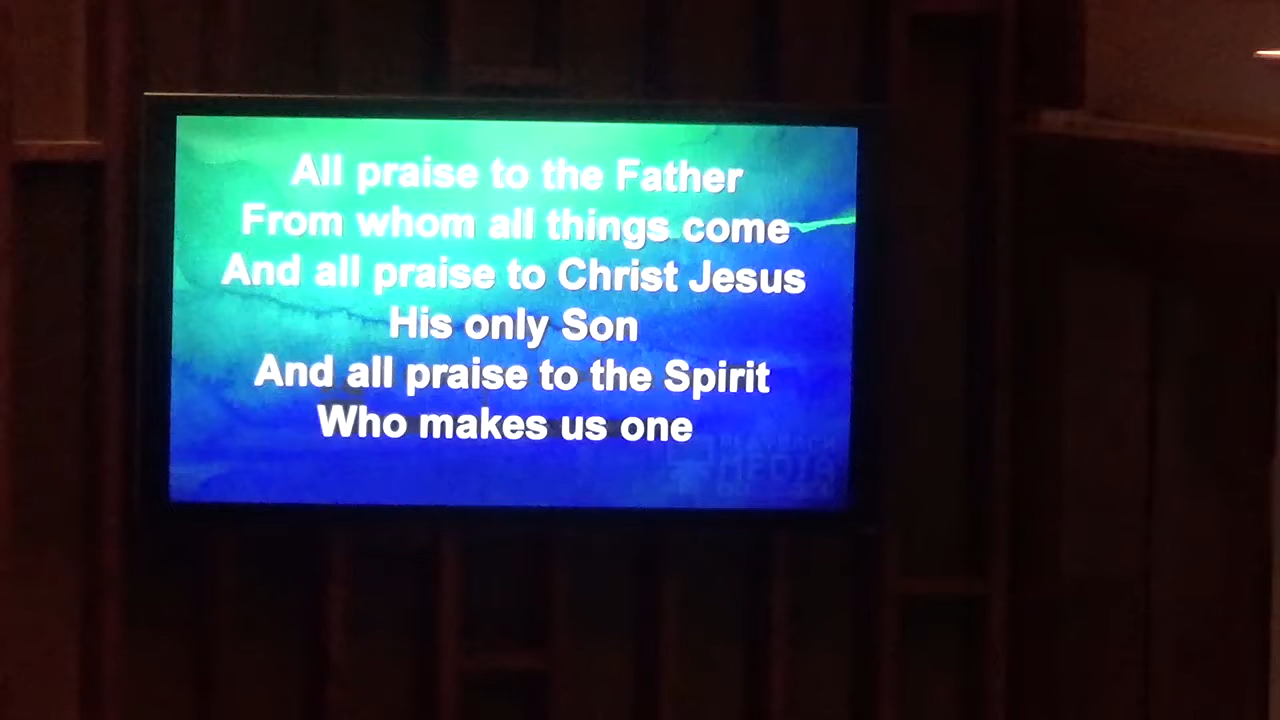 All praise to the Father
From whom all things come
And all praise to Christ Jesus
His only Son
And all praise to the Spirit
Who makes us one
MEDIA